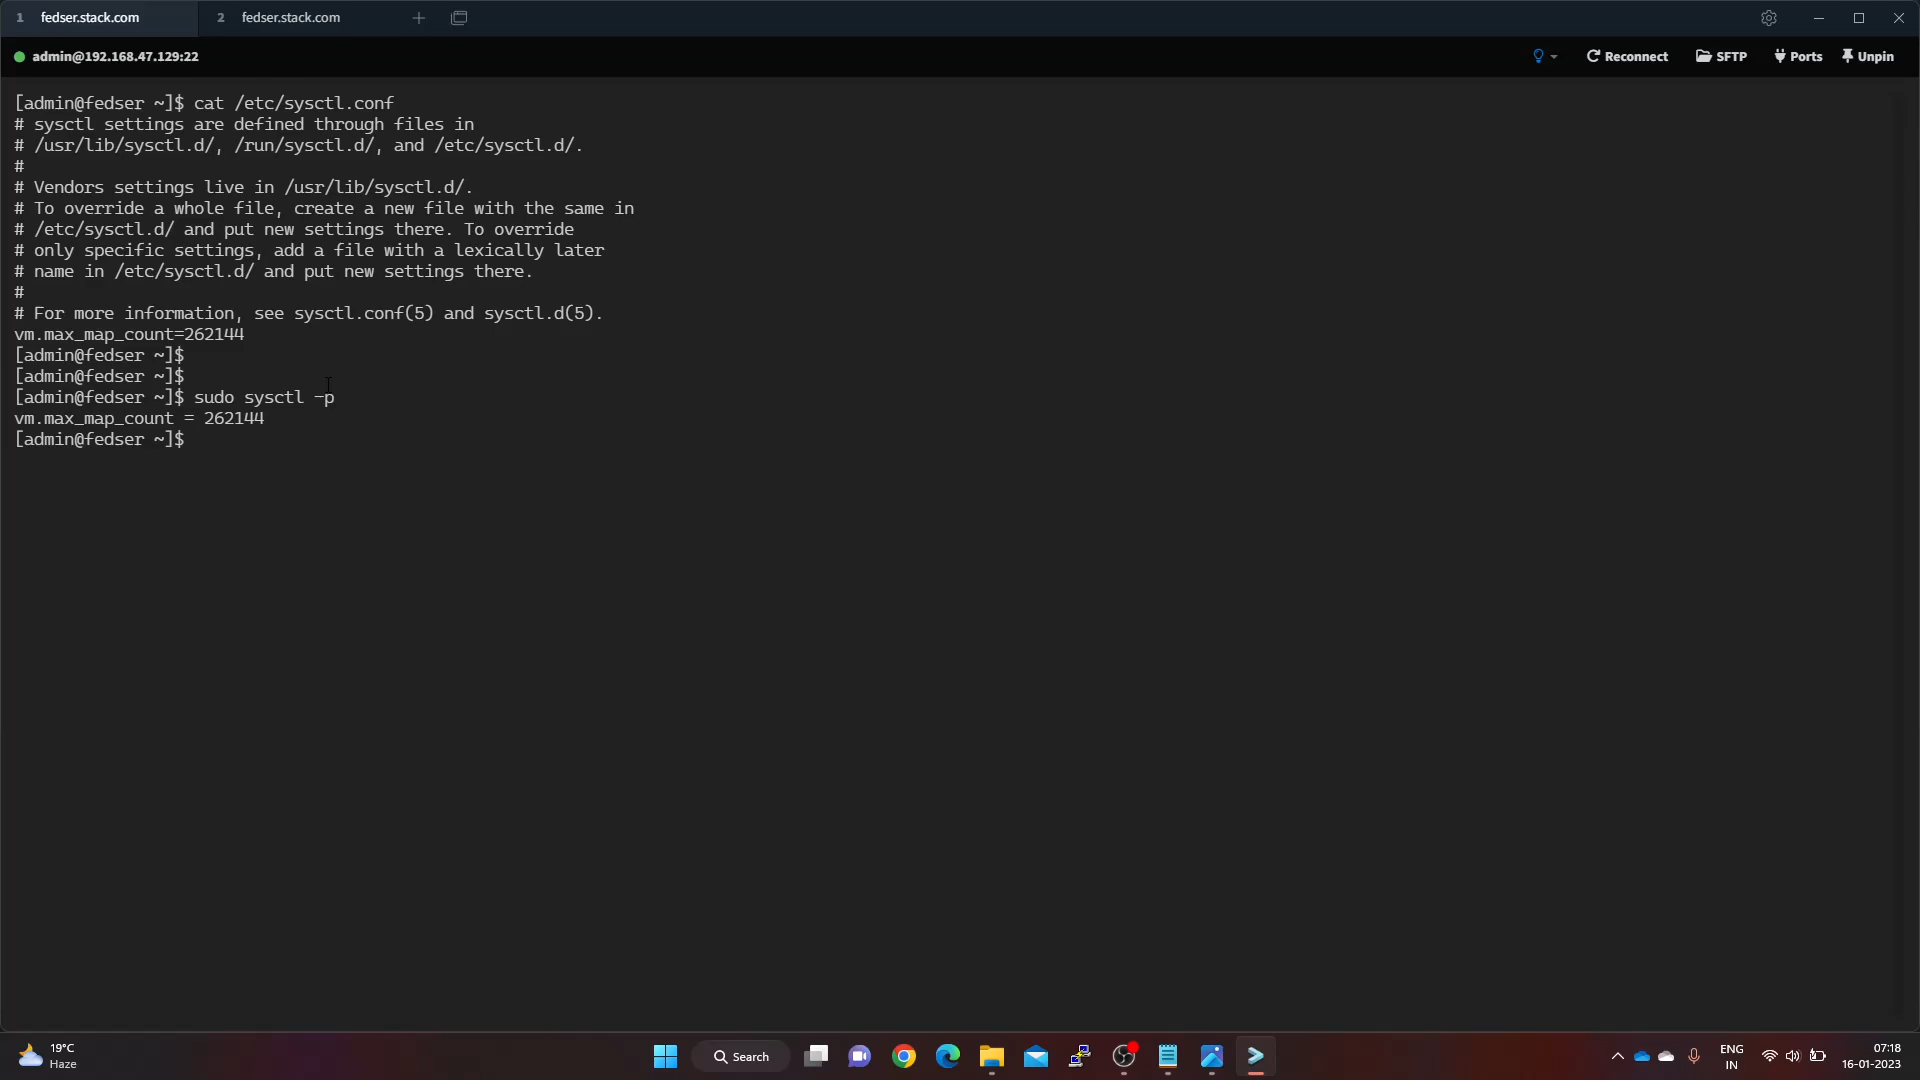 1 fedser.stack.com 2 fedser.stack.com
admin@192.168.47.129:22 Reconnect SFTP Ports Unpin
[admin@fedser ~]$ cat /etc/sysctl.conf
# sysctl settings are defined through files in
# /usr/lib/sysctl.d/, /run/sysctl.d/, and /etc/sysctl.d/.
#
# Vendors settings live in /usr/lib/sysctl.d/.
# To override a whole file, create a new file with the same in
# /etc/sysctl.d/ and put new settings there. To override
# only specific settings, add a file with a lexically later
# name in /etc/sysctl.d/ and put new settings there.
#
# For more information, see sysctl.conf(5) and sysctl.d(5).
vm.max_map_count=262144
[admin@fedser ~]$
[admin@fedser ~]$
[admin@fedser ~]$ sudo sysctl -p
vm.max_map_count = 262144
[admin@fedser ~]$
19°C
Haze
Search
ENG
IN
07:18
16-01-2023